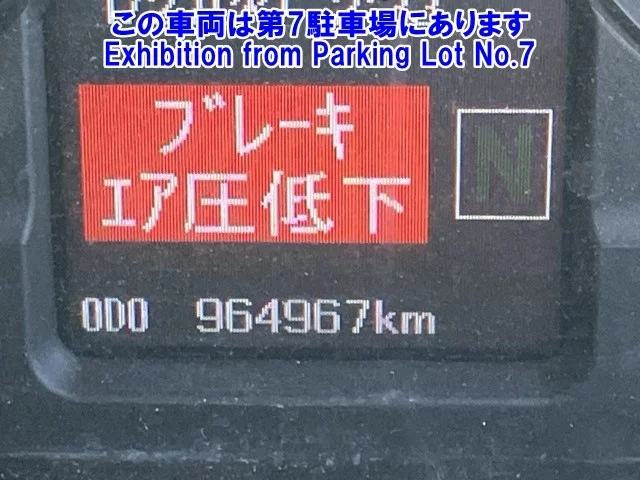 この車両は第7駐車場にあります
Exhibition from Parking Lot No.7
ブレーキ
エア圧低下
N
ODO 964967km